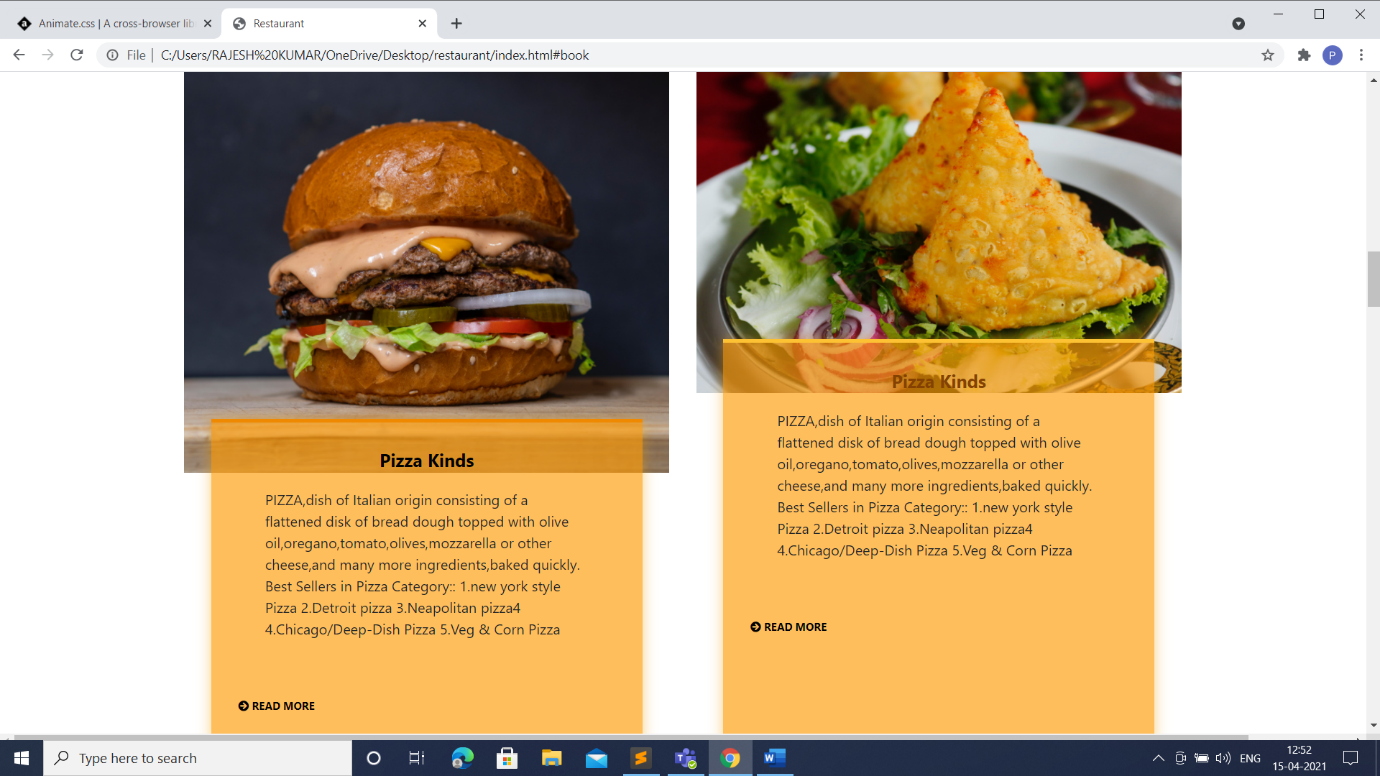 Animate.css | A cross-browser lib
Restaurant
File | C:/Users/RAJESH%20KUMAR/OneDrive/Desktop/restaurant/index.html#book
P
Pizza Kinds
PIZZA,dish of Italian origin consisting of a
flattened disk of bread dough topped with olive
oil,oregano,tomato,olives,mozzarella or other
cheese,and many more ingredients,baked quickly.
Best Sellers in Pizza Category:: 1.new york style
Pizza 2.Detroit pizza 3.Neapolitan pizza4
4.Chicago/Deep-Dish Pizza 5.Veg & Corn Pizza
READ MORE
Pizza Kinds
PIZZA,dish of Italian origin consisting of a
flattened disk of bread dough topped with olive
oil,oregano,tomato,olives,mozzarella or other
cheese,and many more ingredients,baked quickly.
Best Sellers in Pizza Category:: 1.new york style
Pizza 2.Detroit pizza 3.Neapolitan pizza4
4.Chicago/Deep-Dish Pizza 5.Veg & Corn Pizza
READ MORE
Type here to search
ENG
12:52
15-04-2021